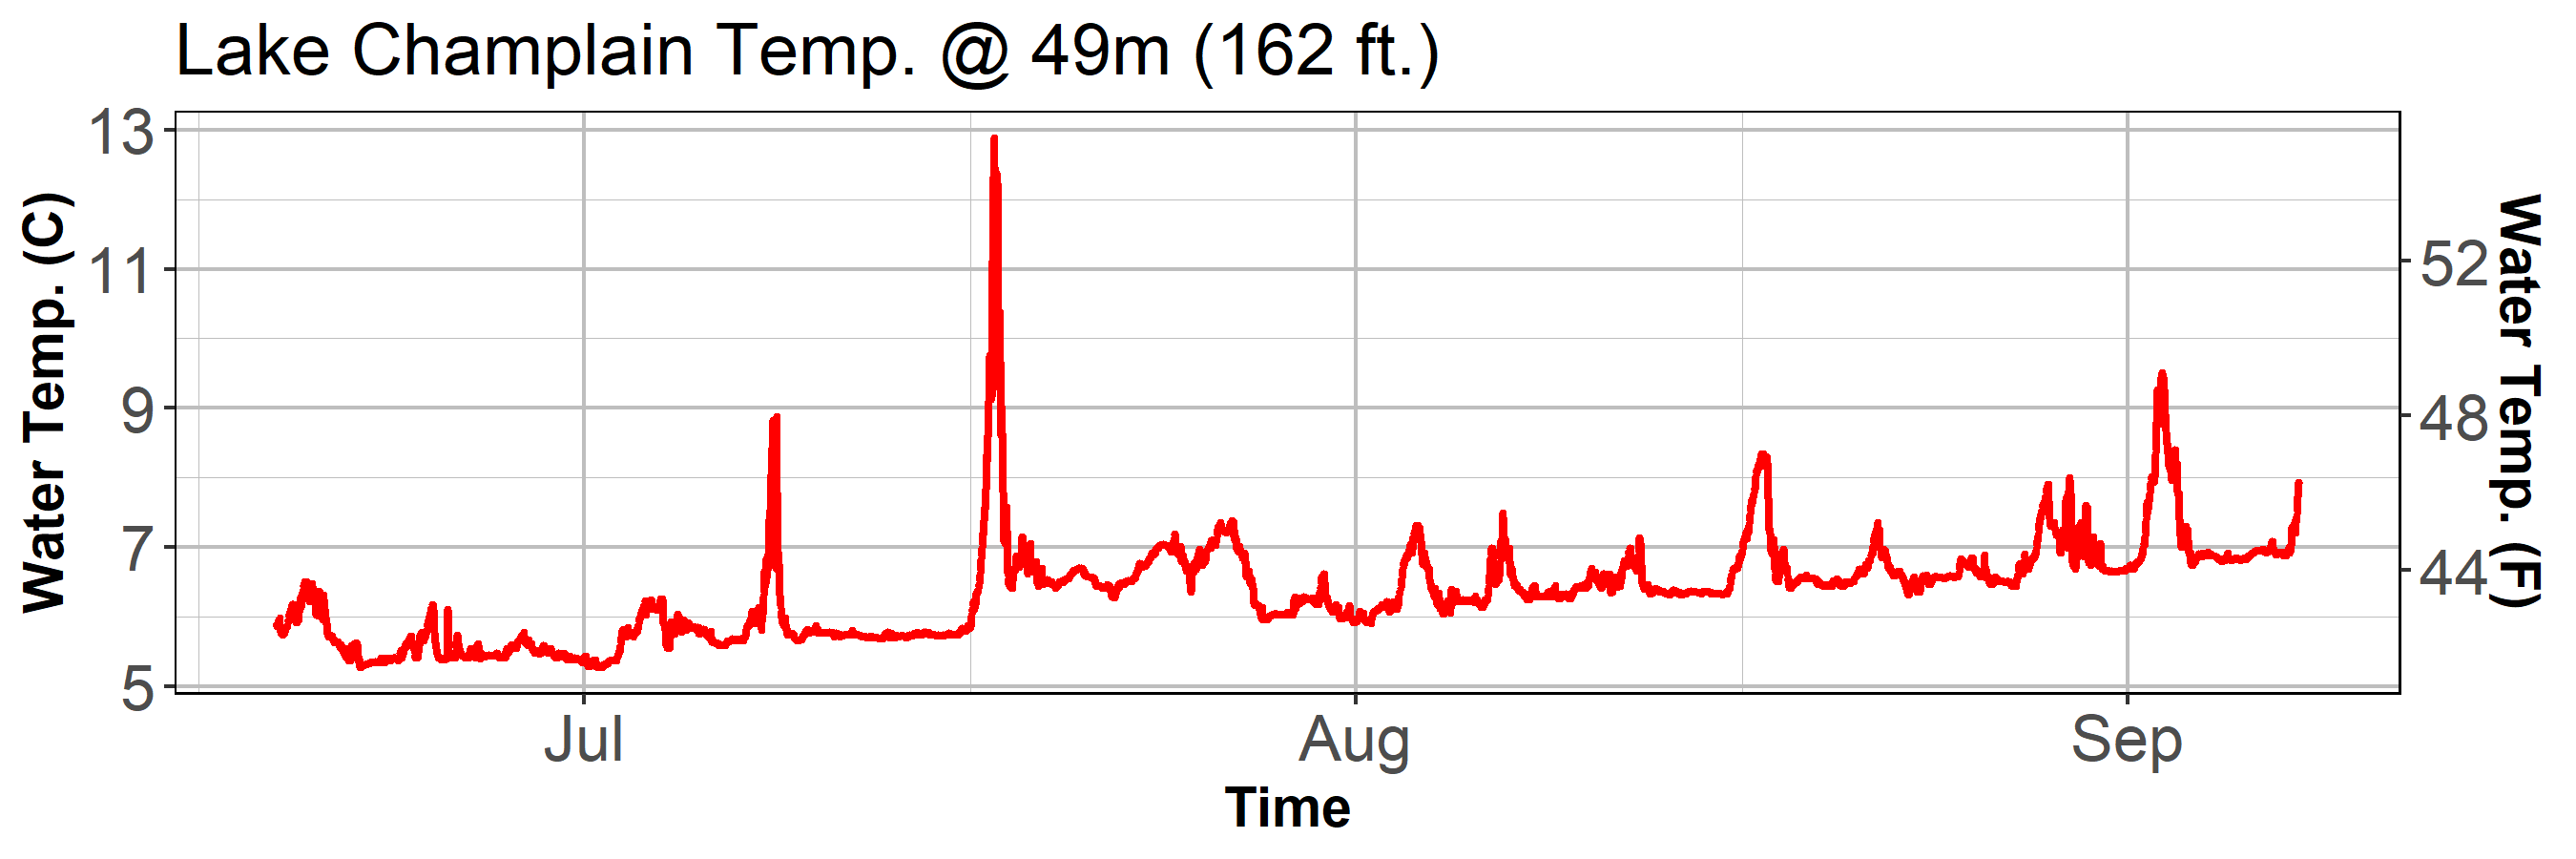 Lake Champlain Temp. @ 49m (162 ft.)
Water Temp. (C)
13
11
9
7
5
52
48
44
Water Temp. (F)
Jul Aug Sep
Time